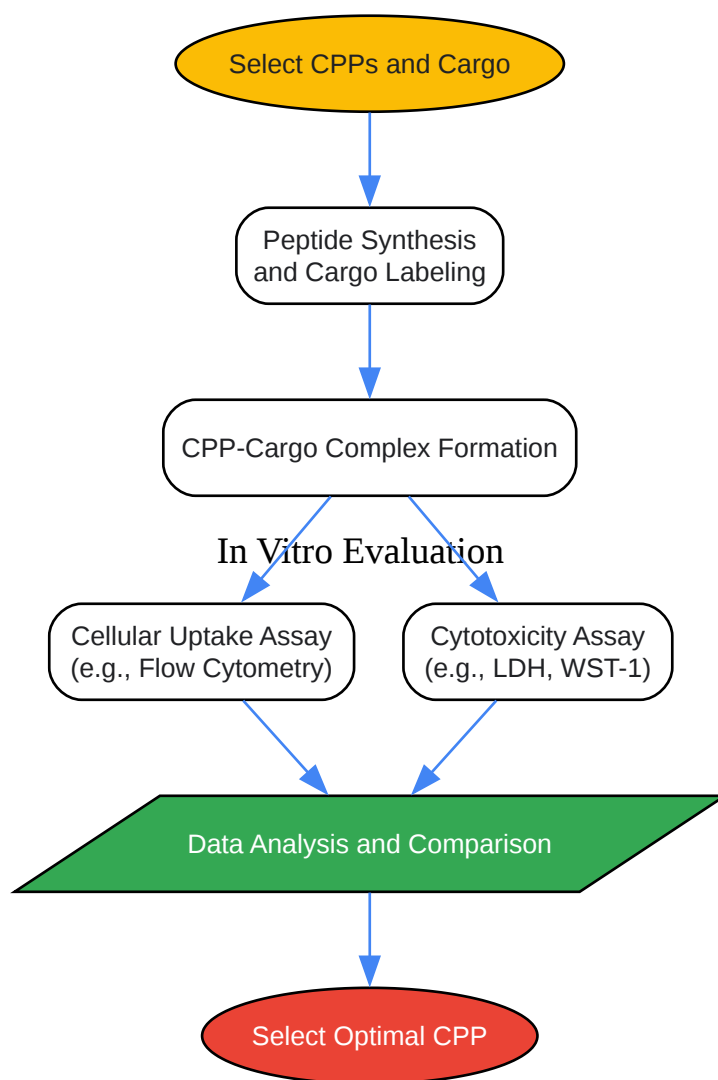 Select CPPs and Cargo
Peptide Synthesis
and Cargo Labeling
CPP-Cargo Complex Formation
In Vitro Evaluation
Cellular Uptake Assay
(e.g., Flow Cytometry)
Cytotoxicity Assay
(e.g., LDH, WST-1)
Data Analysis and Comparison
Select Optimal CPP